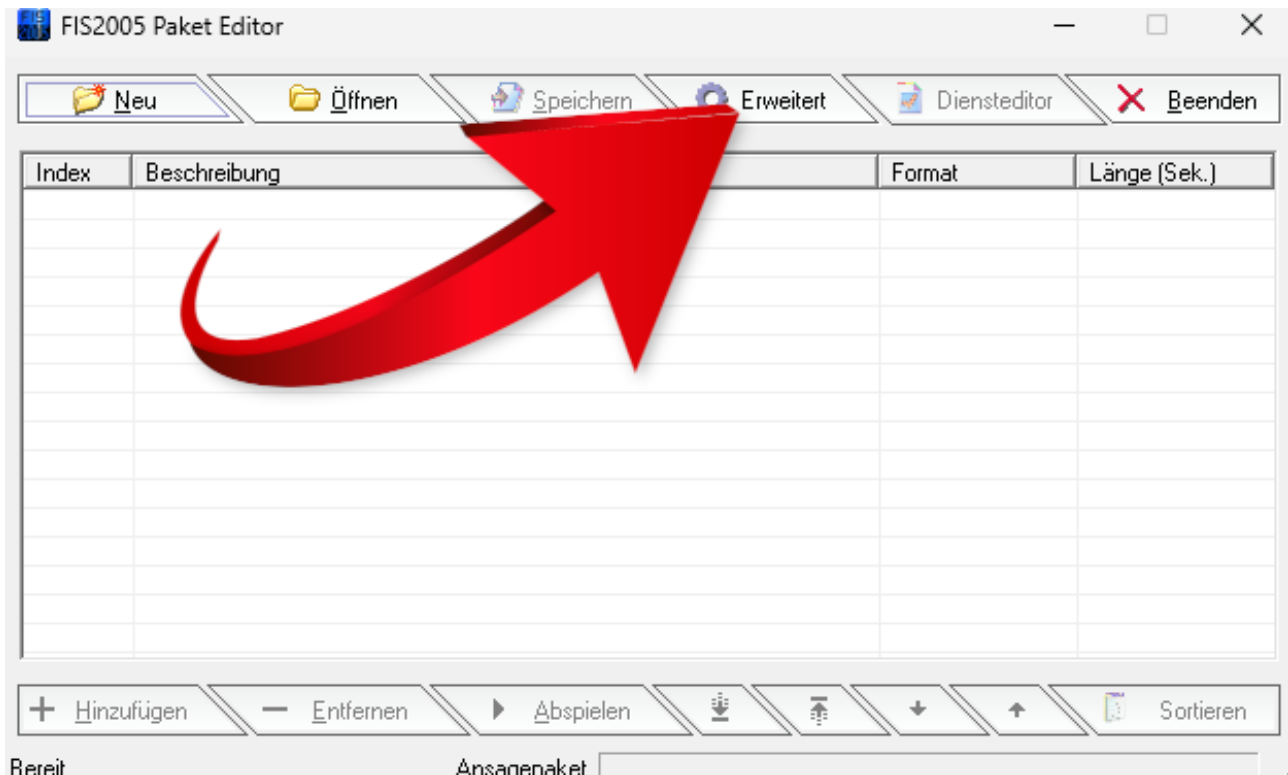 FIS2005 Paket Editor
Neu Öffnen Speichern Erweitert Diensteditor Beenden
Index Beschreibung Format Länge (Sek.)
Hinzufügen Entfernen Abspielen Sortieren
Bereit Ansagepaket